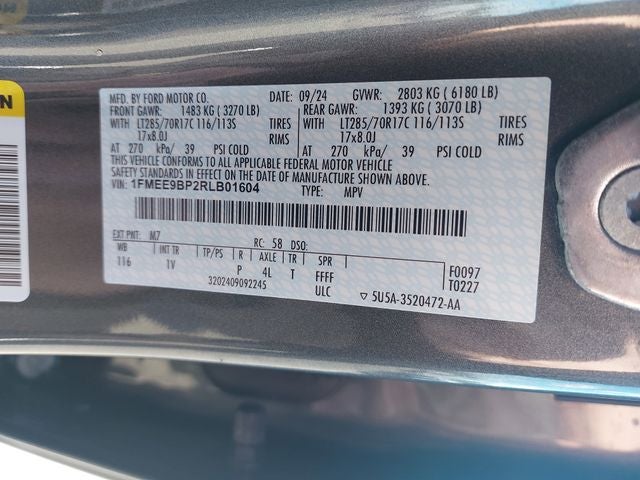 MFD. BY FORD MOTOR CO. DATE: 09/24 GVWR: 2803 KG ( 6180 LB)
FRONT GAWR: 1483 KG ( 3270 LB) REAR GAWR: 1393 KG ( 3070 LB)
WITH LT285/70R17C 116/113S TIRES WITH LT285/70R17C 116/113S TIRES
17x8.0J RIMS 17x8.0J RIMS
AT 270 kPa/ 39 PSI COLD AT 270 kPa/ 39 PSI COLD
THIS VEHICLE CONFORMS TO ALL APPLICABLE FEDERAL MOTOR VEHICLE
SAFETY STANDARDS IN EFFECT ON THE DATE OF MANUFACTURE SHOWN ABOVE.
VIN: 1FMEE9BP2RLB01604 TYPE: MPV
EXT PNT: M7 RC: 58 DSO:
WB INT TR TP/PS R AXLE TR SPR
116 1V P 4L T FFFF
3202409092245 ULC
F0097
T0227
▽ 5U5A-3520472-AA